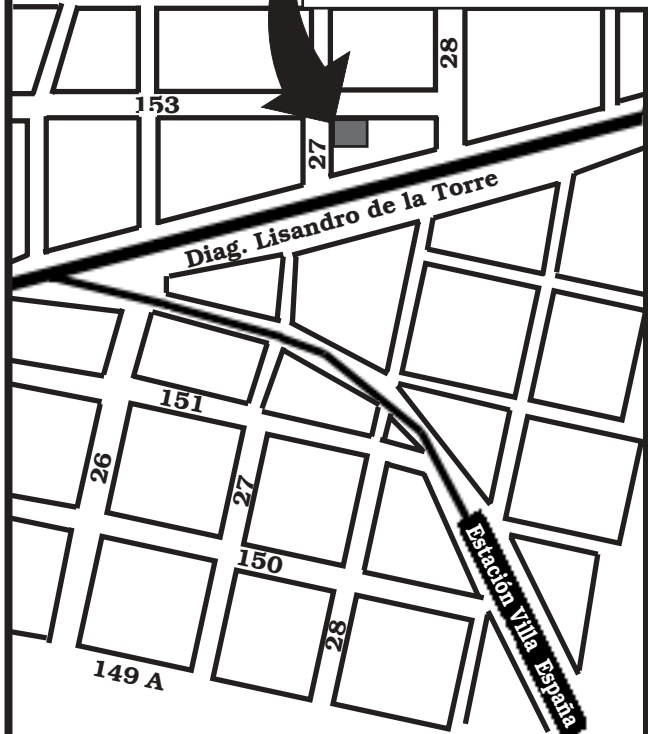 28
153
27
Diag. Lisandro de la Torre
151
26
27
150
28
149 A
Estación Villa España